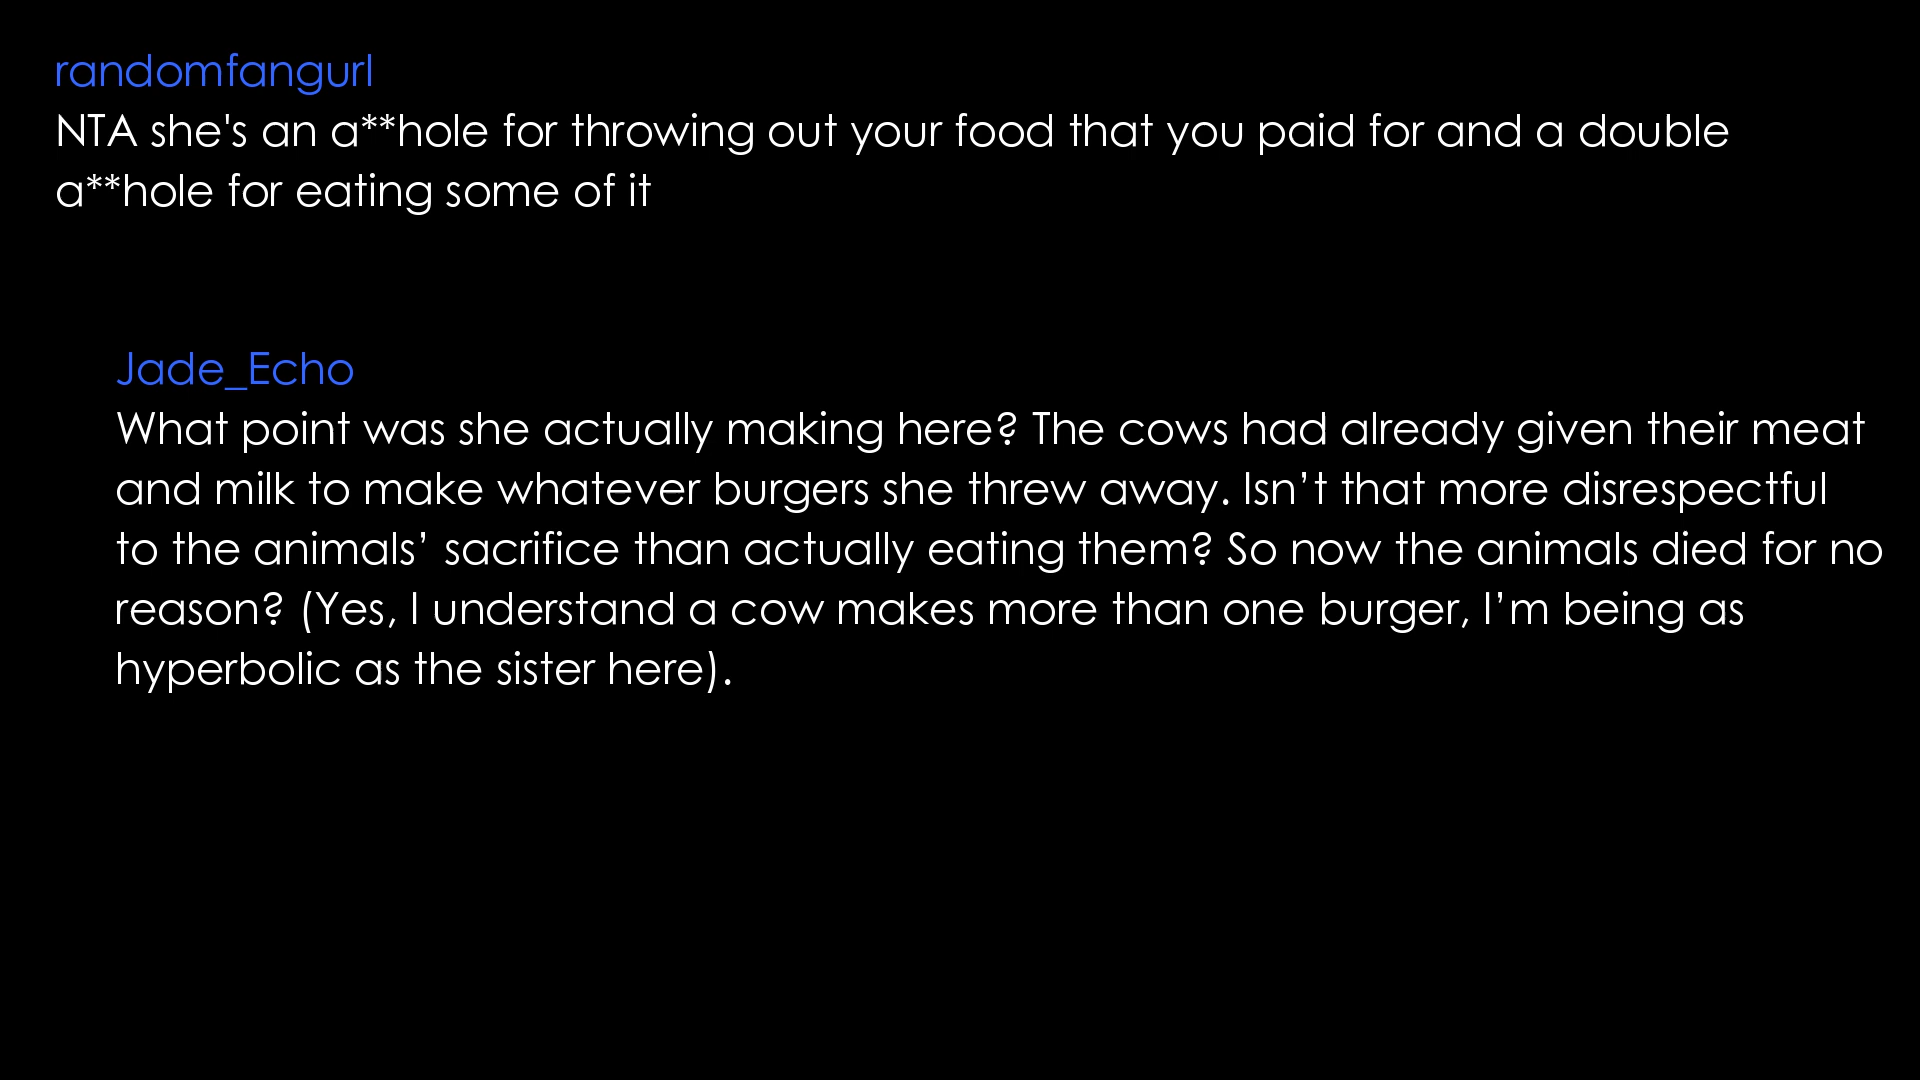 randomfangurl
NTA she's an a**hole for throwing out your food that you paid for and a double
a**hole for eating some of it
Jade_Echo
What point was she actually making here? The cows had already given their meat
and milk to make whatever burgers she threw away. Isn’t that more disrespectful
to the animals’ sacrifice than actually eating them? So now the animals died for no
reason? (Yes, I understand a cow makes more than one burger, I’m being as
hyperbolic as the sister here).